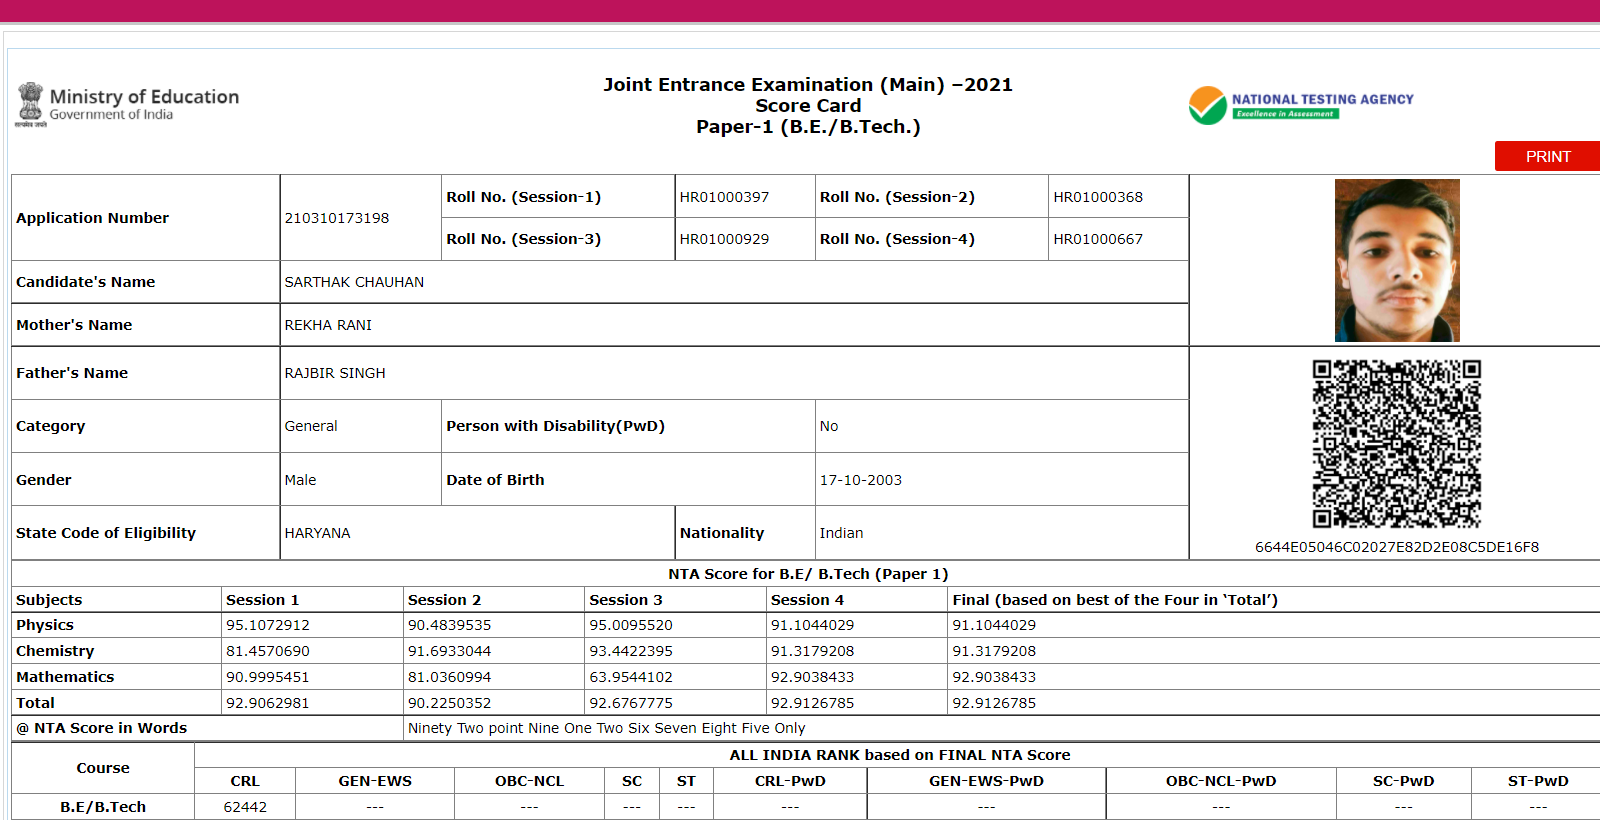 Ministry of Education
Government of India
सत्यमेव जयते
Joint Entrance Examination (Main) –2021
Score Card
Paper-1 (B.E./B.Tech.)
NATIONAL TESTING AGENCY
Excellence in Assessment
PRINT
Application Number 210310173198 Roll No. (Session-1) HR01000397 Roll No. (Session-2) HR01000368
Roll No. (Session-3) HR01000929 Roll No. (Session-4) HR01000667
Candidate's Name SARTHAK CHAUHAN
Mother's Name REKHA RANI
Father's Name RAJBIR SINGH
Category General Person with Disability(PwD) No
Gender Male Date of Birth 17-10-2003
State Code of Eligibility HARYANA Nationality Indian
6644E05046C02027E82D2E08C5DE16F8
NTA Score for B.E/ B.Tech (Paper 1)
Subjects Session 1 Session 2 Session 3 Session 4 Final (based on best of the Four in ‘Total’)
Physics 95.1072912 90.4839535 95.0095520 91.1044029 91.1044029
Chemistry 81.4570690 91.6933044 93.4422395 91.3179208 91.3179208
Mathematics 90.9995451 81.0360994 63.9544102 92.9038433 92.9038433
Total 92.9062981 90.2250352 92.6767775 92.9126785 92.9126785
@ NTA Score in Words Ninety Two point Nine One Two Six Seven Eight Five Only
Course ALL INDIA RANK based on FINAL NTA Score
CRL GEN-EWS OBC-NCL SC ST CRL-PwD GEN-EWS-PwD OBC-NCL-PwD SC-PwD ST-PwD
B.E/B.Tech 62442 --- --- --- --- --- --- --- --- ---